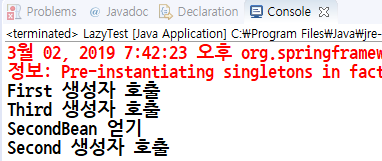 Problems @ Javadoc Declaration Console
<terminated> LazyTest [Java Application] C:\Program Files\Java\jre-
3월 02, 2019 7:42:23 오후 org.springframew
정보: Pre-instantiating singletons in fact
First 생성자 호출
Third 생성자 호출
SecondBean 얻기
Second 생성자 호출